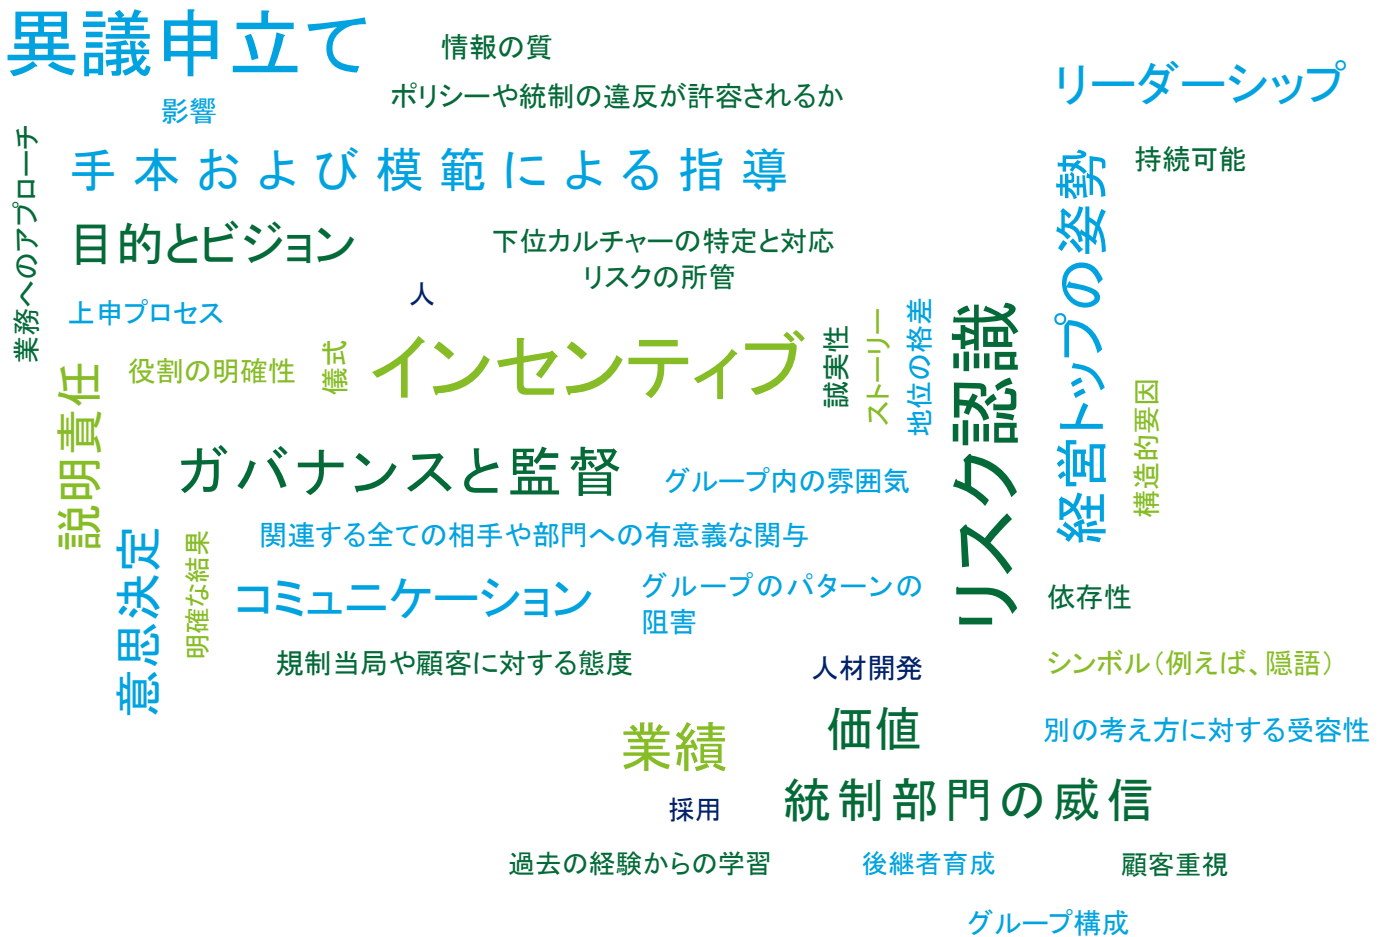 異議申立て
情報の質
リーダーシップ
ポリシーや統制の違反が許容されるか
影響
業務へのアプローチ
手本および模範による指導
経営トップの姿勢
持続可能
目的とビジョン
下位カルチャーの特定と対応
リスクの所管
人
上申プロセス
役割の明確性
儀式
インセンティブ
誠実性
ストーリー
地位の格差
リスク認識
構造的要因
説明責任
ガバナンスと監督
グループ内の雰囲気
関連する全ての相手や部門への有意義な関与
意思決定
明確な結果
コミュニケーション
グループのパターンの
阻害
依存性
規制当局や顧客に対する態度
人材開発
シンボル（例えば、隠語）
価値
業績
別の考え方に対する受容性
採用
統制部門の威信
過去の経験からの学習
後継者育成
顧客重視
グループ構成